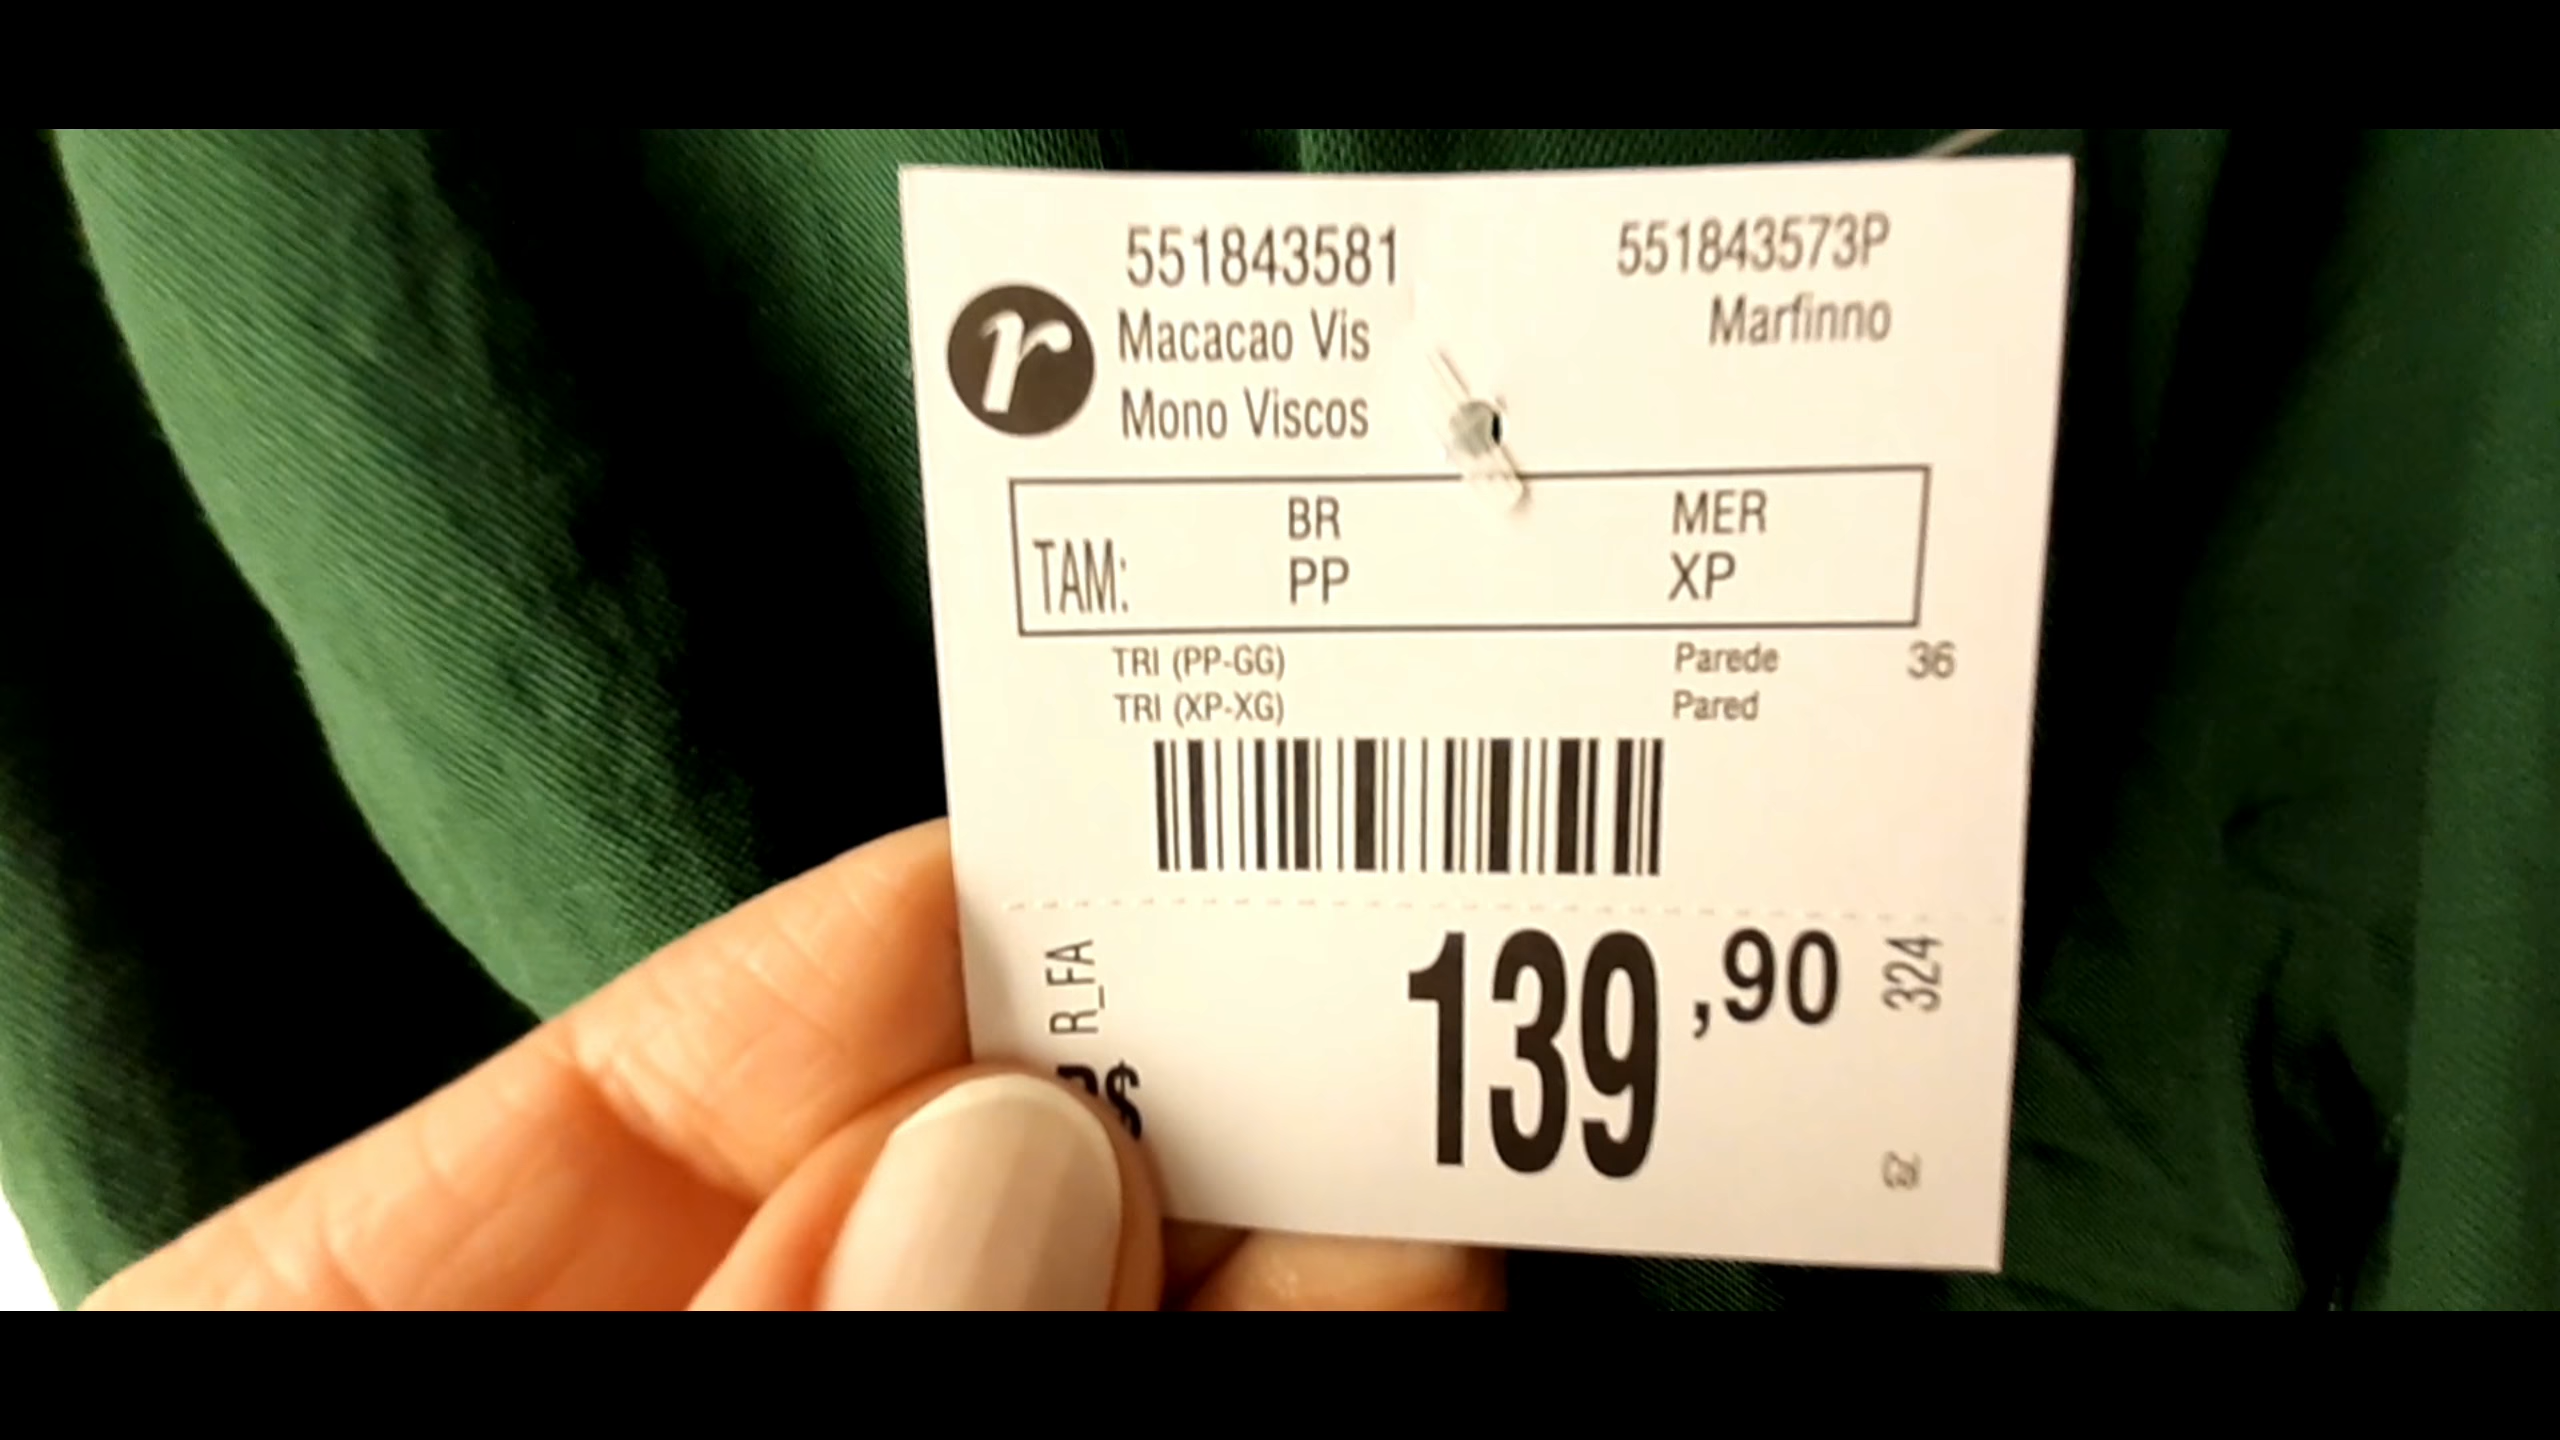 551843581
551843573P
r
Macacao Vis
Marfinno
Mono Viscos
BR
MER
TAM:
PP
XP
TRI (PP-GG)
Parede
36
TRI (XP-XG)
Pared
R_FA
R$
139,90
324